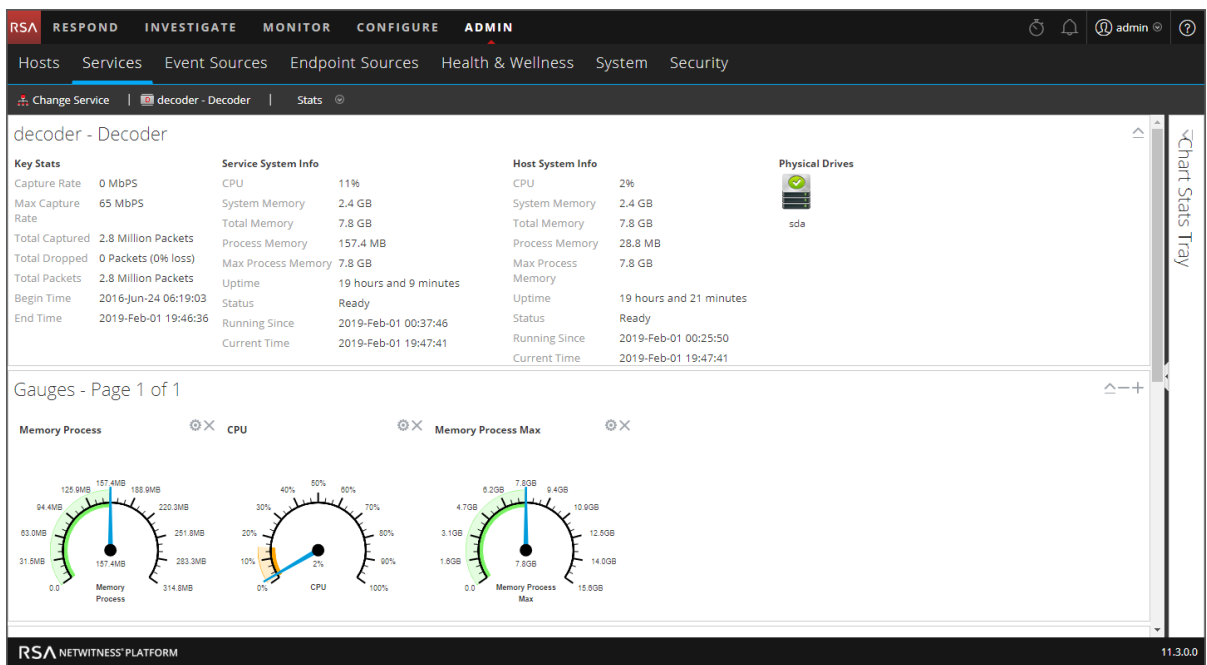 RSA RESPOND INVESTIGATE MONITOR CONFIGURE ADMIN admin
Hosts Services Event Sources Endpoint Sources Health & Wellness System Security
Change Service | decoder - Decoder | Stats
decoder - Decoder
Key Stats
Capture Rate 0 MbPS
Max Capture Rate 65 MbPS
Total Captured 2.8 Million Packets
Total Dropped 0 Packets (0% loss)
Total Packets 2.8 Million Packets
Begin Time 2016-Jun-24 06:19:03
End Time 2019-Feb-01 19:46:36
Service System Info
CPU 11%
System Memory 2.4 GB
Total Memory 7.8 GB
Process Memory 157.4 MB
Max Process Memory 7.8 GB
Uptime 19 hours and 9 minutes
Status Ready
Running Since 2019-Feb-01 00:37:46
Current Time 2019-Feb-01 19:47:41
Host System Info
CPU 2%
System Memory 2.4 GB
Total Memory 7.8 GB
Process Memory 28.8 MB
Max Process Memory 7.8 GB
Uptime 19 hours and 21 minutes
Status Ready
Running Since 2019-Feb-01 00:25:50
Current Time 2019-Feb-01 19:47:41
Physical Drives
sda
Chart Stats Tray
Gauges - Page 1 of 1
Memory Process
0.0
31.5MB
63.0MB
94.4MB
125.9MB
157.4MB
188.9MB
220.3MB
251.8MB
283.3MB
314.8MB
157.4MB
Memory
Process
CPU
0%
10%
20%
30%
40%
50%
60%
70%
80%
90%
100%
2%
CPU
Memory Process Max
0.0
1.6GB
3.1GB
4.7GB
6.2GB
7.8GB
9.4GB
10.9GB
12.5GB
14.0GB
15.6GB
7.8GB
Memory Process
Max
RSA NETWITNESS® PLATFORM
11.3.0.0